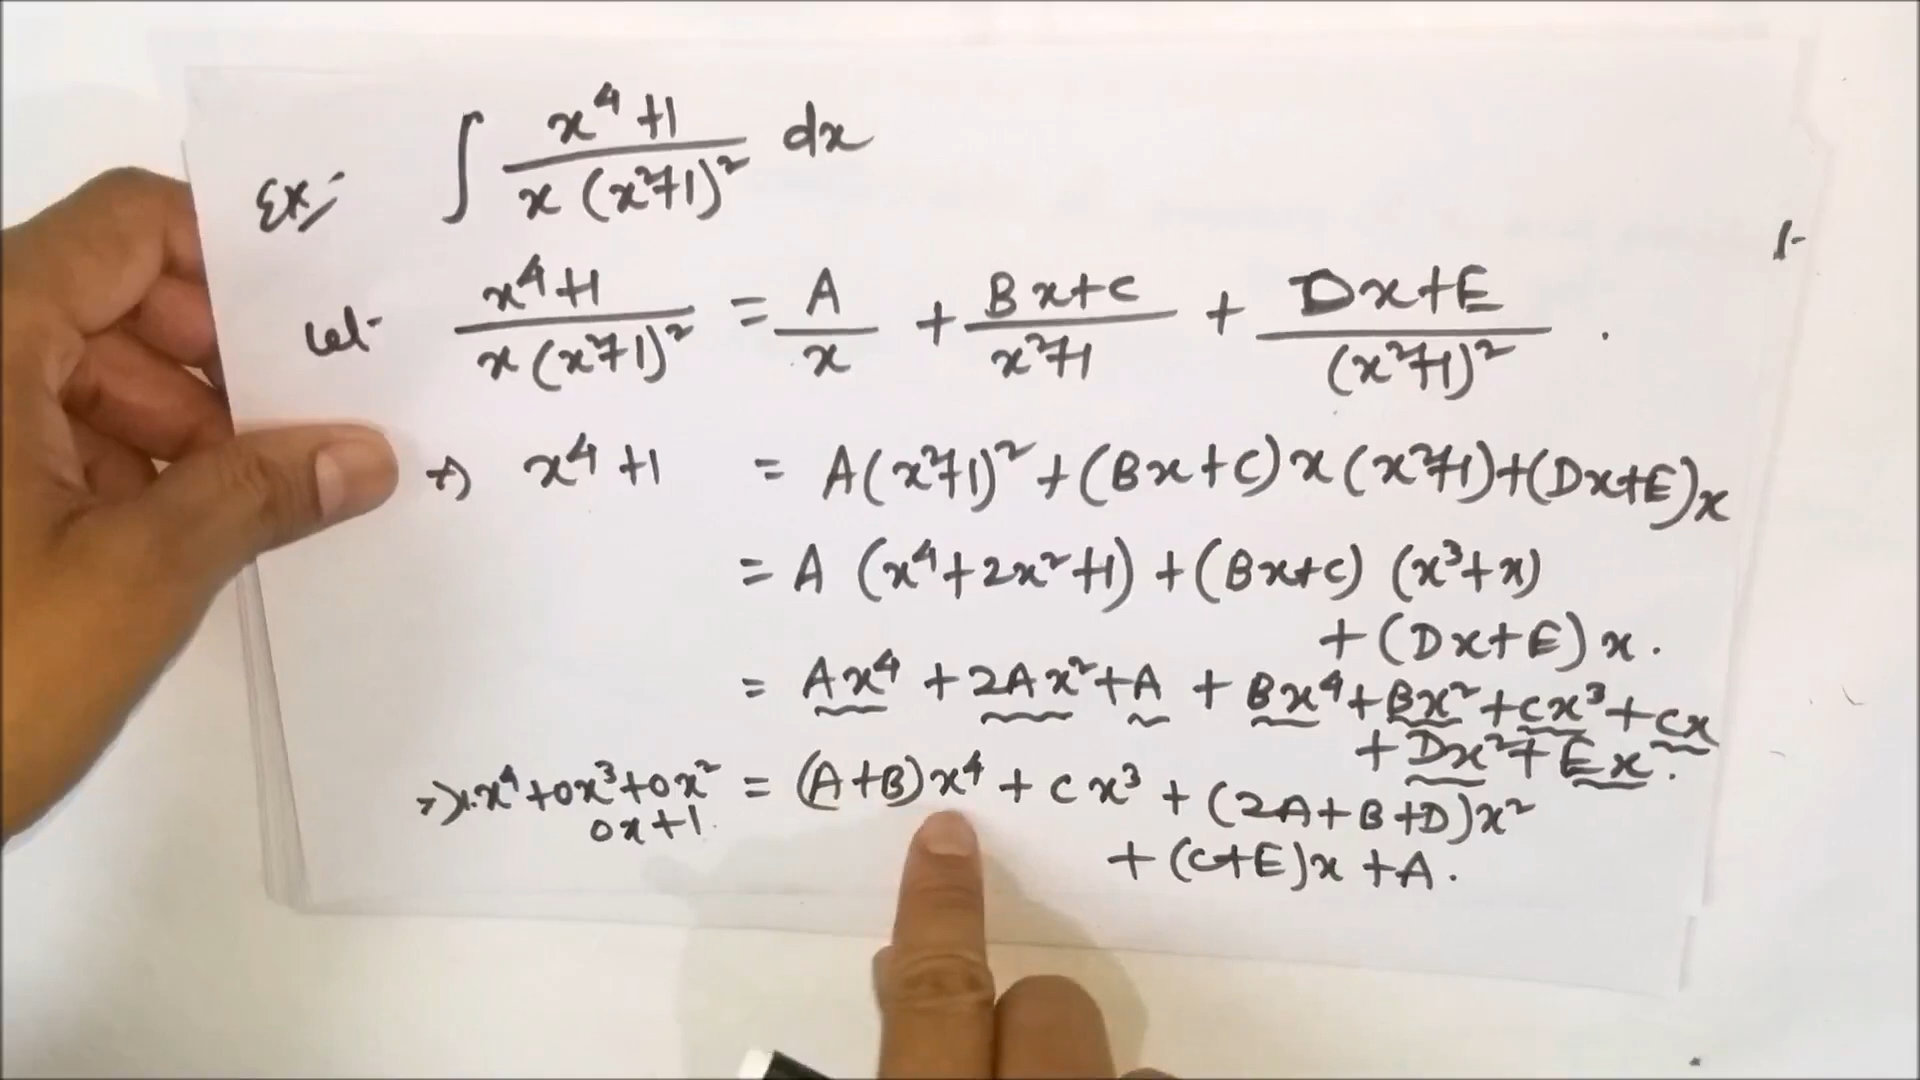 Ex:- ∫ x⁴+1 / x(x²+1)² dx
let x⁴+1 / x(x²+1)² = A/x + Bx+C / x²+1 + Dx+E / (x²+1)² .
⇒ x⁴+1 = A(x²+1)² + (Bx+C)x(x²+1)+(Dx+E)x
= A (x⁴+2x²+1) + (Bx+C) (x³+x)
+ (Dx+E) x .
= Ax⁴ + 2Ax²+A + Bx⁴+Bx²+Cx³+Cx
+ Dx²+Ex .
⇒1.x⁴+0x³+0x² = (A+B)x⁴ + Cx³ + (2A+B+D)x²
0x+1. + (C+E)x +A .